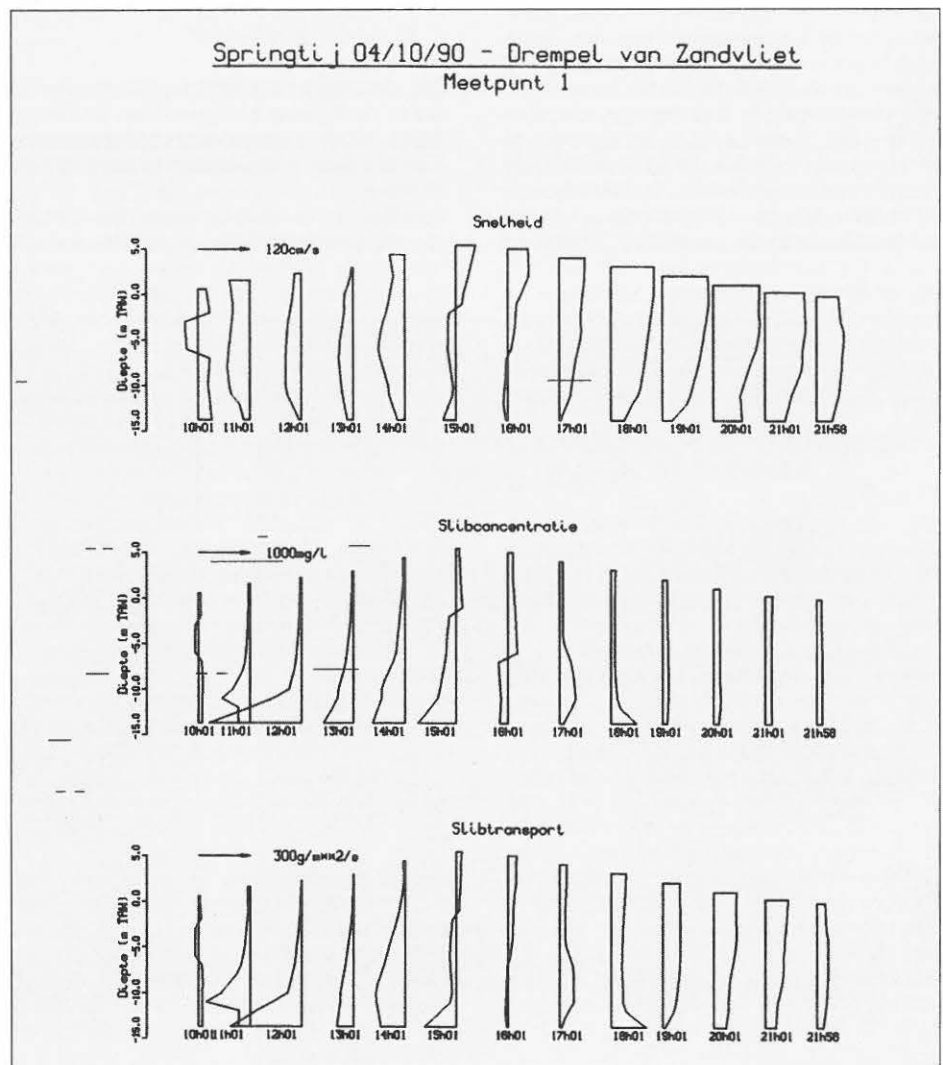 Springtij 04/10/90 - Drempel van Zandvliet
Meetpunt 1
Snelheid
120cm/s
Diepte (m TAW)
5.0
0.0
-5.0
-10.0
-15.0
10h01 11h01 12h01 13h01 14h01 15h01 16h01 17h01 18h01 19h01 20h01 21h01 21h58
Slibconcentratie
1000mg/l
Diepte (m TAW)
5.0
0.0
-5.0
-10.0
-15.0
10h01 11h01 12h01 13h01 14h01 15h01 16h01 17h01 18h01 19h01 20h01 21h01 21h58
Slibtransport
300g/m**2/s
Diepte (m TAW)
5.0
0.0
-5.0
-10.0
-15.0
10h01 11h01 12h01 13h01 14h01 15h01 16h01 17h01 18h01 19h01 20h01 21h01 21h58